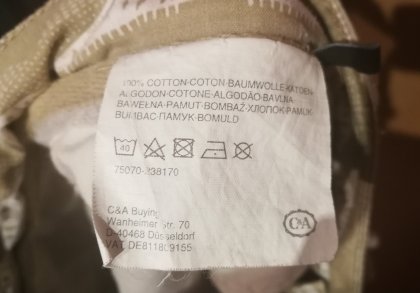 100% COTTON-COTON-BAUMWOLLE-KATOEN-
ALGODON-COTONE-ALGODÃO-BAVLNA
BAWEŁNA-PAMUT-BOMBAŽ-ХЛОПОК-PAMUK-
BUMBAC-ПАМУК-BOMULD
40
75070-338170
C&A Buying
Wanheimer Str. 70
D-40468 Düsseldorf
VAT DE811809155
C&A